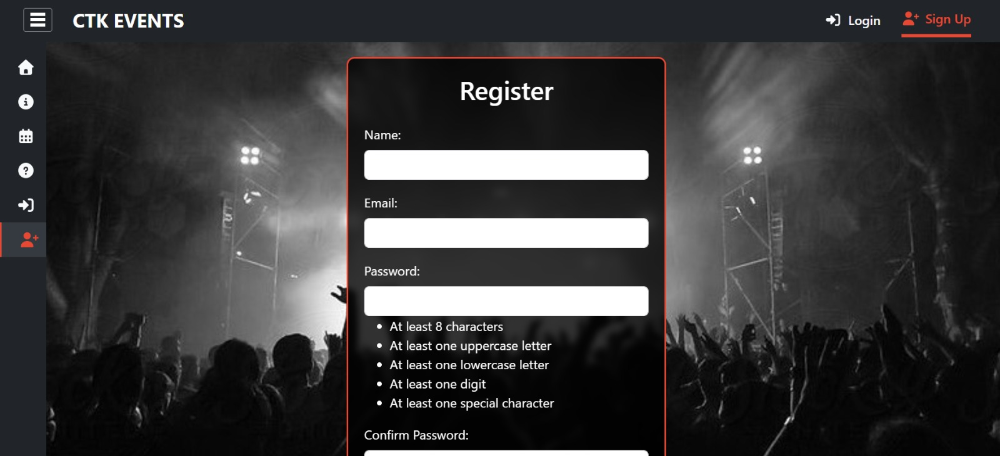 CTK EVENTS
Login
Sign Up
Register
Name:
Email:
Password:
At least 8 characters
At least one uppercase letter
At least one lowercase letter
At least one digit
At least one special character
Confirm Password: